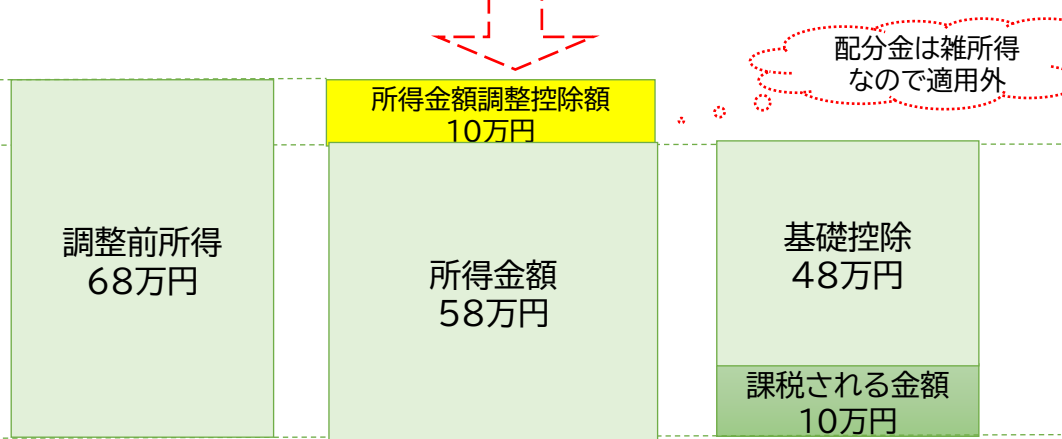 配分金は雑所得
なので適用外
所得金額調整控除額
10万円
調整前所得
68万円
所得金額
58万円
基礎控除
48万円
課税される金額
10万円